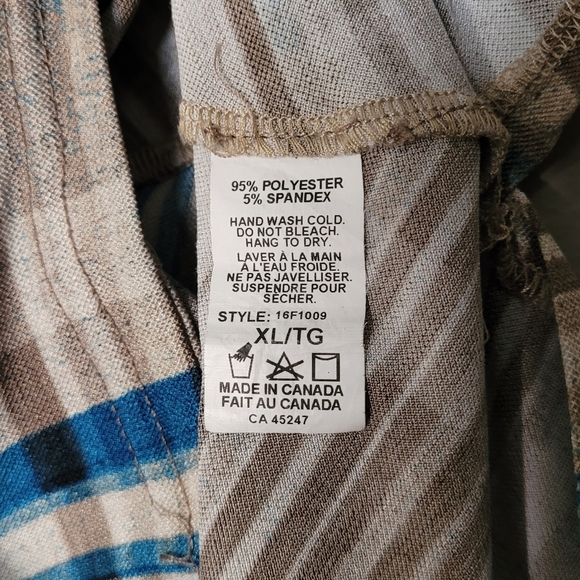 95% POLYESTER
5% SPANDEX
HAND WASH COLD.
DO NOT BLEACH.
HANG TO DRY.
LAVER À LA MAIN
À L'EAU FROIDE.
NE PAS JAVELLISER.
SUSPENDRE POUR
SÉCHER.
STYLE: 16F1009
XL/TG
MADE IN CANADA
FAIT AU CANADA
CA 45247